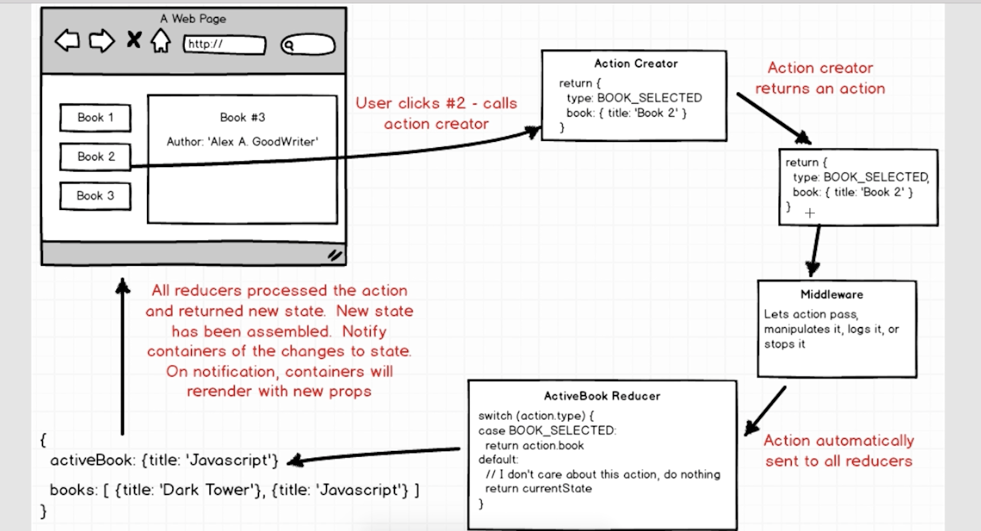 A Web Page
http://
Book 1
Book 2
Book 3
Book #3
Author: 'Alex A. GoodWriter'
User clicks #2 - calls
action creator
Action Creator
return {
type: BOOK_SELECTED
book: { title: 'Book 2' }
}
Action creator
returns an action
return {
type: BOOK_SELECTED,
book: { title: 'Book 2' }
}
Middleware
Lets action pass,
manipulates it, logs it, or
stops it
Action automatically
sent to all reducers
ActiveBook Reducer
switch (action.type) {
case BOOK_SELECTED:
return action.book
default:
// I don't care about this action, do nothing
return currentState
}
{
activeBook: {title: 'Javascript'}
books: [ {title: 'Dark Tower'}, {title: 'Javascript'} ]
}
All reducers processed the action
and returned new state. New state
has been assembled. Notify
containers of the changes to state.
On notification, containers will
rerender with new props